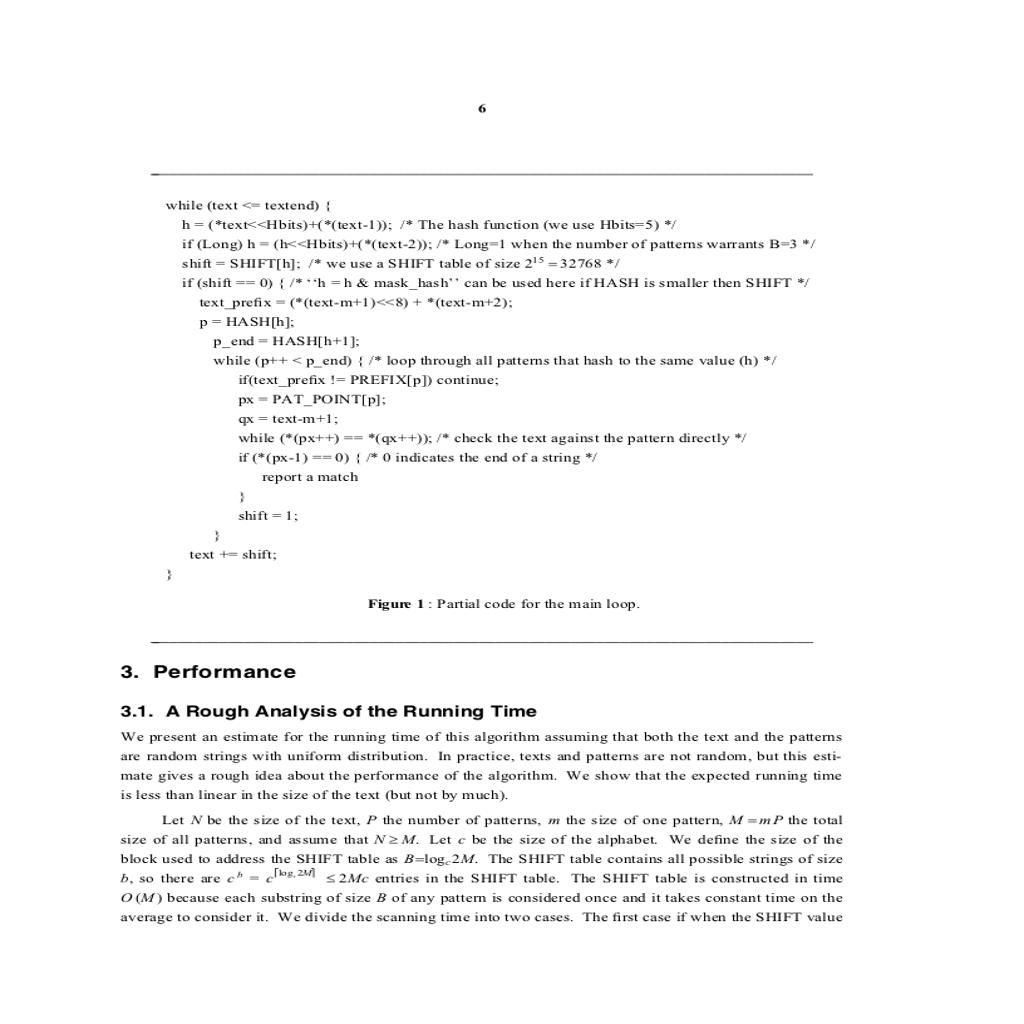 6
while (text <= textend) {
h = (*text<<Hbits)+(*(text-1)); /* The hash function (we use Hbits=5) */
if (Long) h = (h<<Hbits)+(*(text-2)); /* Long=1 when the number of patterns warrants B=3 */
shift = SHIFT[h]; /* we use a SHIFT table of size 2^15 = 32768 */
if (shift == 0) { /* ‘‘h = h & mask_hash’’ can be used here if HASH is smaller then SHIFT */
text_prefix = (*(text-m+1)<<8) + *(text-m+2);
p = HASH[h];
p_end = HASH[h+1];
while (p++ < p_end) { /* loop through all patterns that hash to the same value (h) */
if(text_prefix != PREFIX[p]) continue;
px = PAT_POINT[p];
qx = text-m+1;
while (*(px++) == *(qx++)); /* check the text against the pattern directly */
if (*(px-1) == 0) { /* 0 indicates the end of a string */
report a match
}
shift = 1;
}
text += shift;
}
Figure 1 : Partial code for the main loop.
3. Performance
3.1. A Rough Analysis of the Running Time
We present an estimate for the running time of this algorithm assuming that both the text and the patterns
are random strings with uniform distribution. In practice, texts and patterns are not random, but this esti-
mate gives a rough idea about the performance of the algorithm. We show that the expected running time
is less than linear in the size of the text (but not by much).
Let N be the size of the text, P the number of patterns, m the size of one pattern, M = mP the total
size of all patterns, and assume that N ≥ M. Let c be the size of the alphabet. We define the size of the
block used to address the SHIFT table as B=log_c 2M. The SHIFT table contains all possible strings of size
b, so there are c^b = c^⌈log_c 2M⌉ ≤ 2Mc entries in the SHIFT table. The SHIFT table is constructed in time
O (M ) because each substring of size B of any pattern is considered once and it takes constant time on the
average to consider it. We divide the scanning time into two cases. The first case if when the SHIFT value